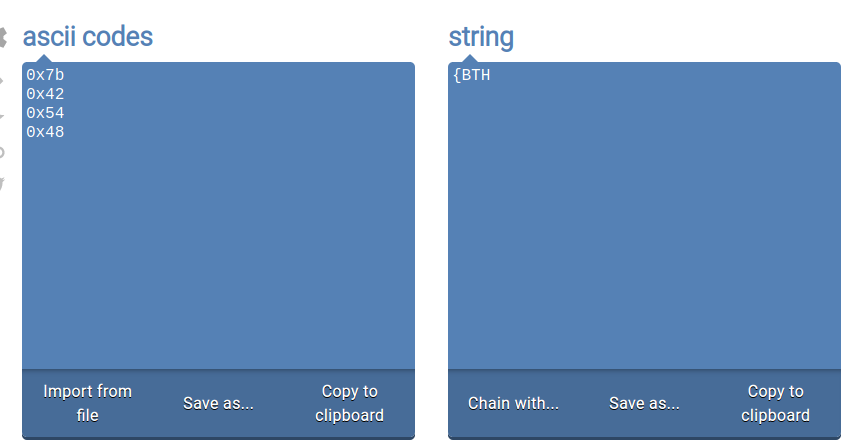 ascii codes
0x7b
0x42
0x54
0x48
Import from
file
Save as...
Copy to
clipboard
string
{BTH
Chain with...
Save as...
Copy to
clipboard